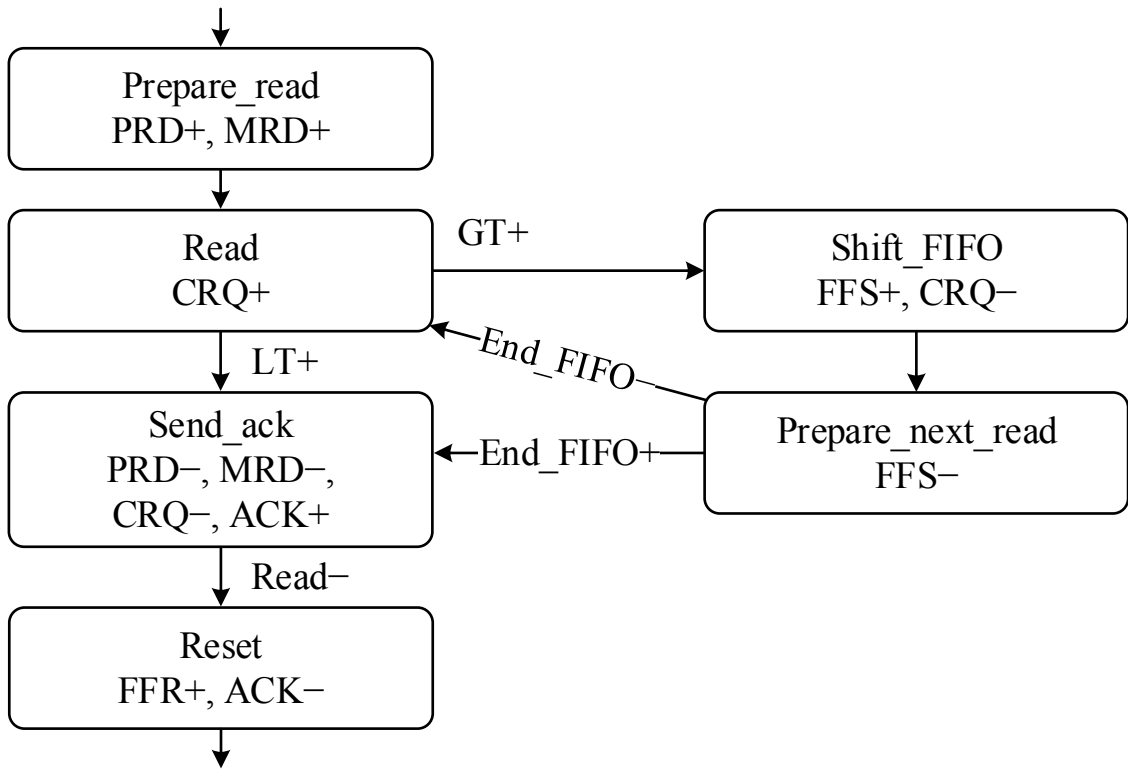 Prepare_read
PRD+, MRD+
Read
CRQ+
GT+
Shift_FIFO
FFS+, CRQ−
End_FIFO−
LT+
Send_ack
PRD−, MRD−,
CRQ−, ACK+
End_FIFO+
Prepare_next_read
FFS−
Read−
Reset
FFR+, ACK−